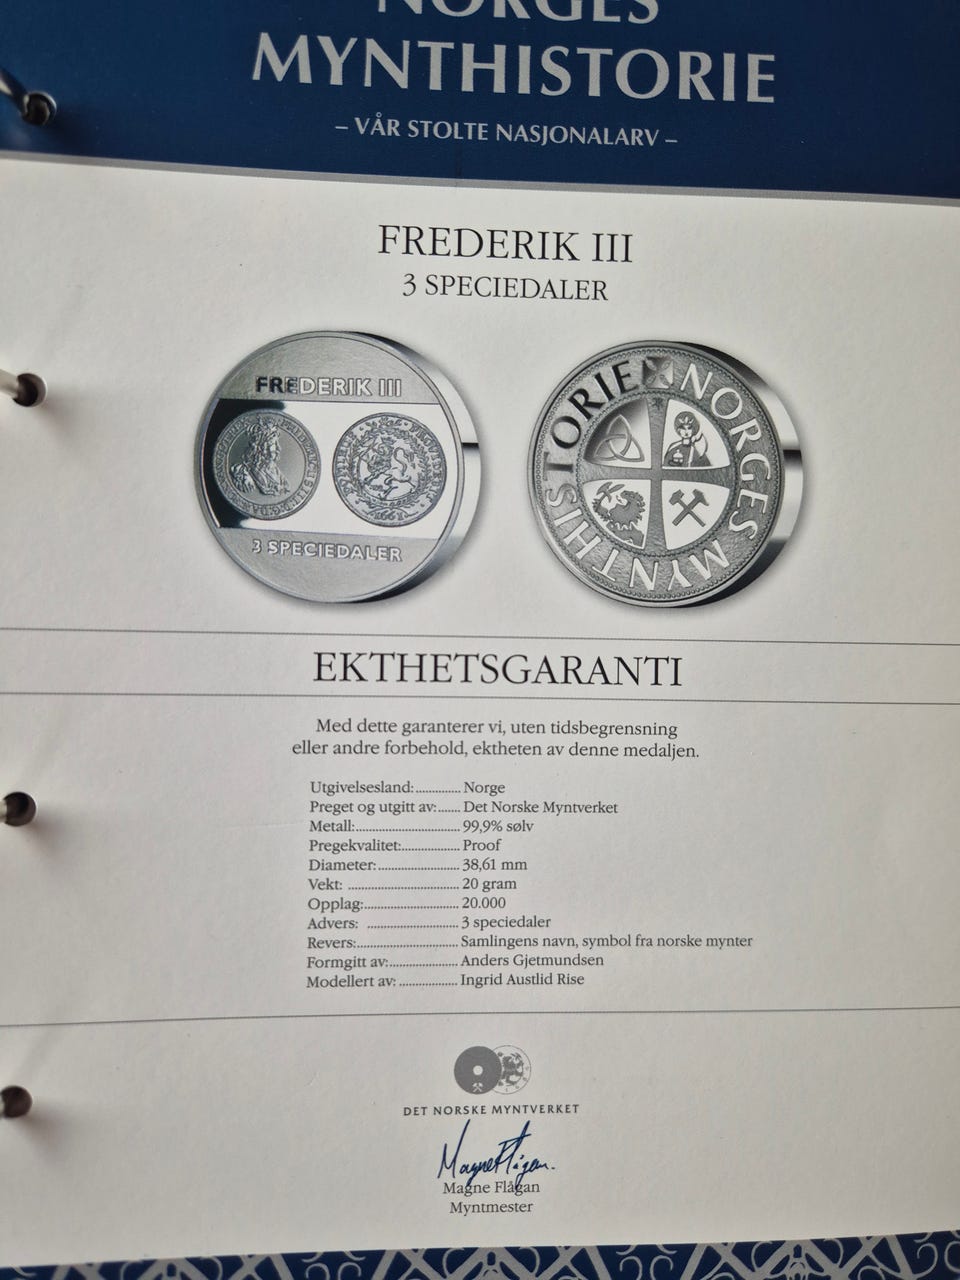 NORGES
MYNTHISTORIE
– VÅR STOLTE NASJONALARV –
FREDERIK III
3 SPECIEDALER
FREDERIK III
1661
3 SPECIEDALER
NORGES MYNTHISTORIE
EKTHETSGARANTI
Med dette garanterer vi, uten tidsbegrensning
eller andre forbehold, ektheten av denne medaljen.
Utgivelsesland:............. Norge
Preget og utgitt av:....... Det Norske Myntverket
Metall:............................... 99,9% sølv
Pregekvalitet:.................. Proof
Diameter:......................... 38,61 mm
Vekt: ................................. 20 gram
Opplag:............................ 20.000
Advers: ........................... 3 speciedaler
Revers:.............................. Samlingens navn, symbol fra norske mynter
Formgitt av:..................... Anders Gjetmundsen
Modellert av: .................. Ingrid Austlid Rise
DET NORSKE MYNTVERKET
Magne Flågan
Magne Flågan
Myntmester